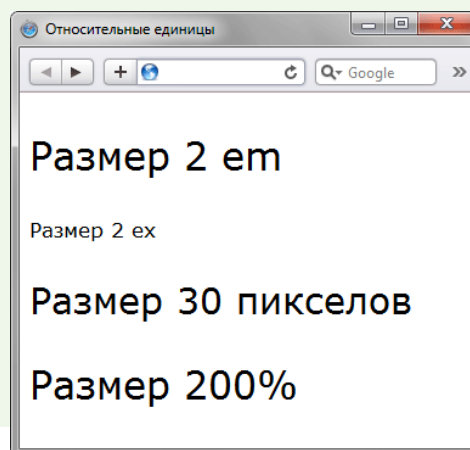 Относительные единицы
Google
Размер 2 em
Размер 2 ex
Размер 30 пикселов
Размер 200%